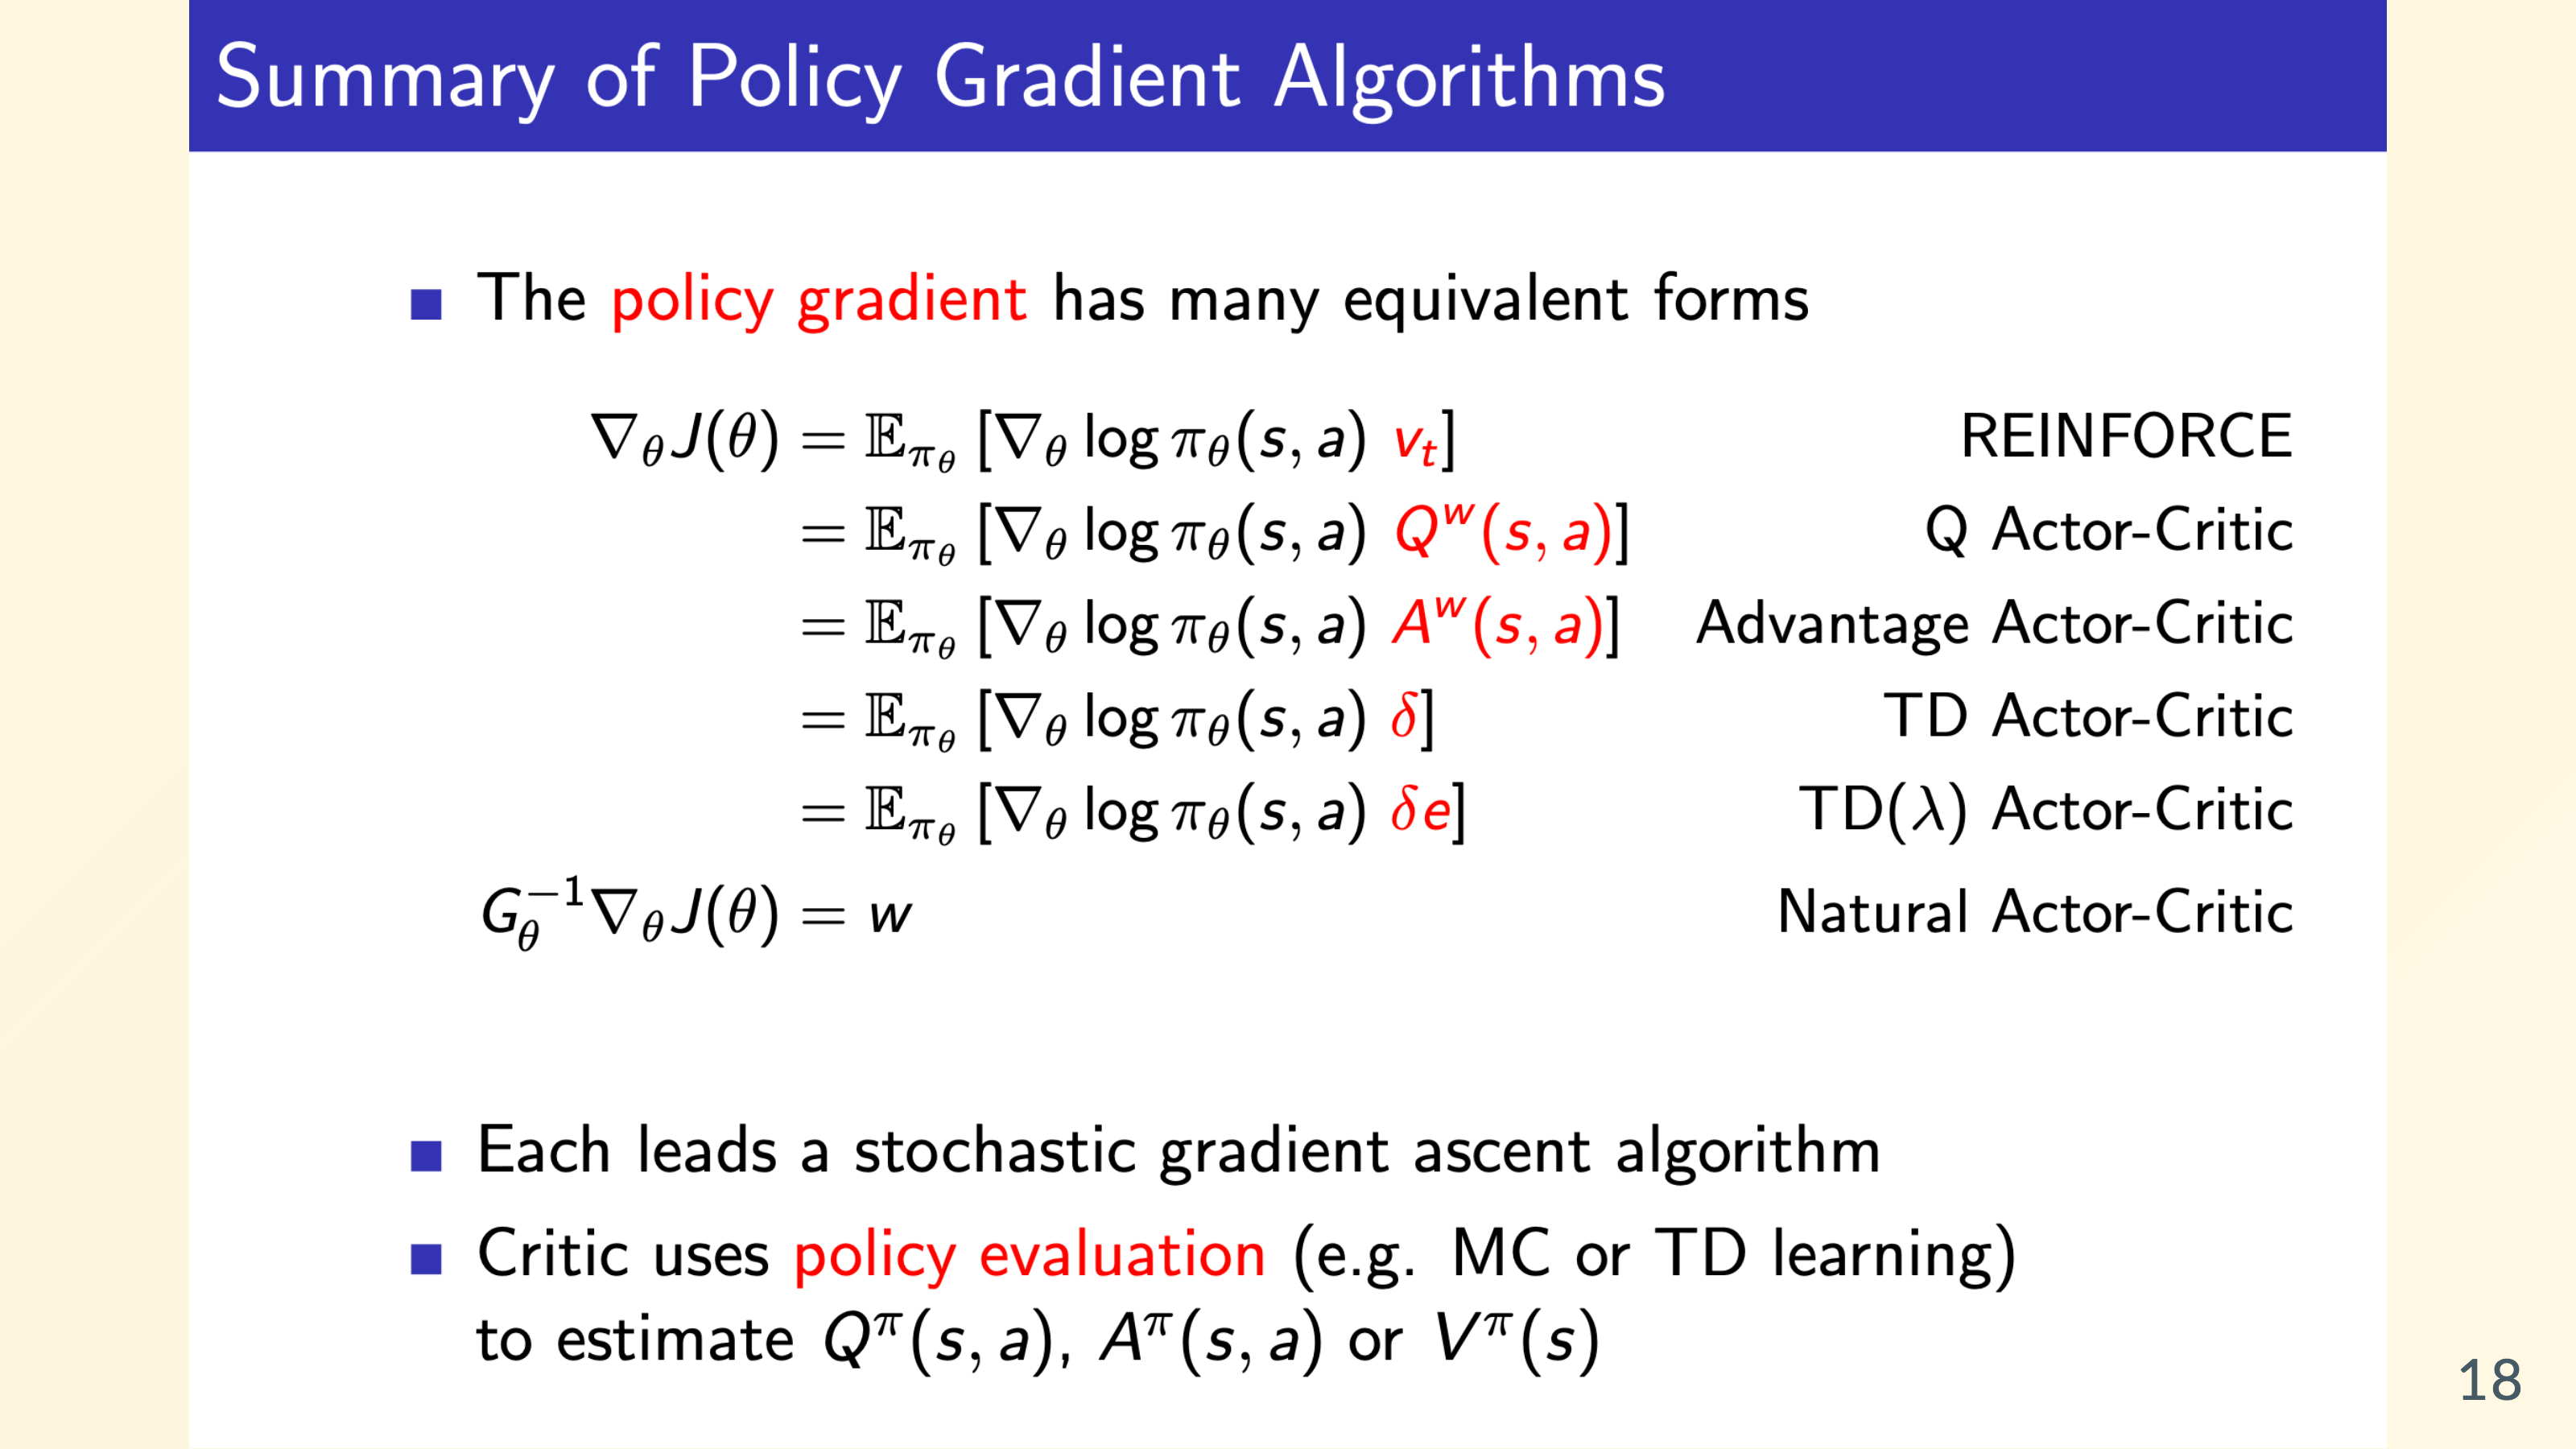 Summary of Policy Gradient Algorithms
■ The policy gradient has many equivalent forms
∇θJ(θ) = 𝔼πθ [∇θ log πθ(s, a) vt] REINFORCE
= 𝔼πθ [∇θ log πθ(s, a) Q^w(s, a)] Q Actor-Critic
= 𝔼πθ [∇θ log πθ(s, a) A^w(s, a)] Advantage Actor-Critic
= 𝔼πθ [∇θ log πθ(s, a) δ] TD Actor-Critic
= 𝔼πθ [∇θ log πθ(s, a) δe] TD(λ) Actor-Critic
Gθ^−1∇θJ(θ) = w Natural Actor-Critic
■ Each leads a stochastic gradient ascent algorithm
■ Critic uses policy evaluation (e.g. MC or TD learning)
to estimate Q^π(s, a), A^π(s, a) or V^π(s)
18